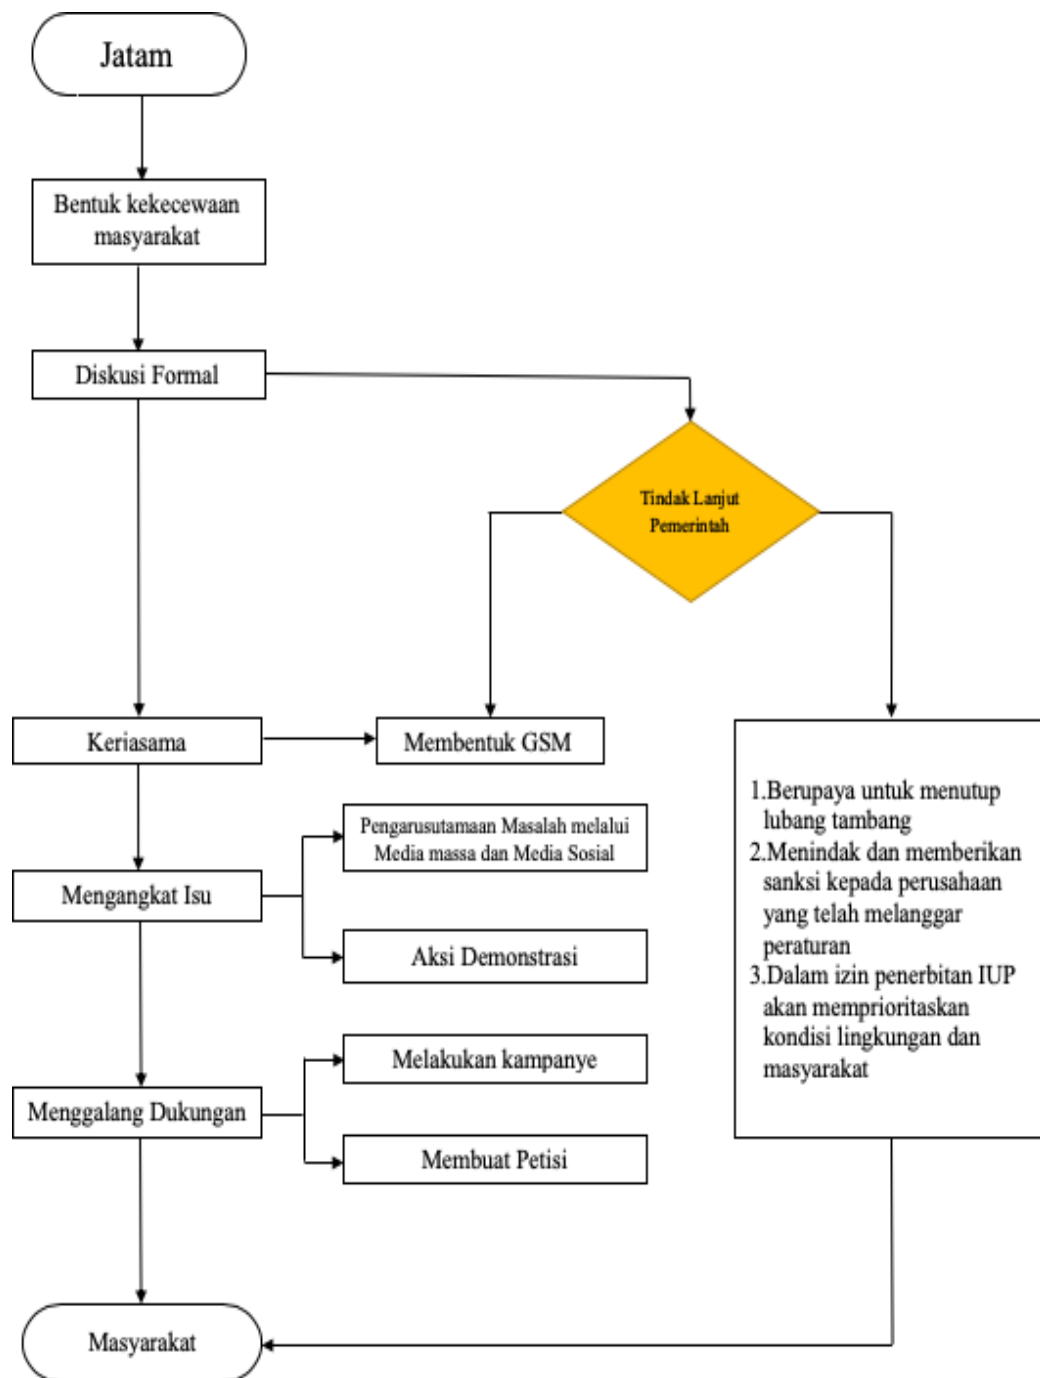 Jatam
Bentuk kekecewaan
masyarakat
Diskusi Formal
Tindak Lanjut
Pemerintah
Keriasama
Membentuk GSM
Pengarusutamaan Masalah melalui
Media massa dan Media Sosial
Mengangkat Isu
Aksi Demonstrasi
Melakukan kampanye
Menggalang Dukungan
Membuat Petisi
1.Berupaya untuk menutup
lubang tambang
2.Menindak dan memberikan
sanksi kepada perusahaan
yang telah melanggar
peraturan
3.Dalam izin penerbitan IUP
akan memprioritaskan
kondisi lingkungan dan
masyarakat
Masyarakat